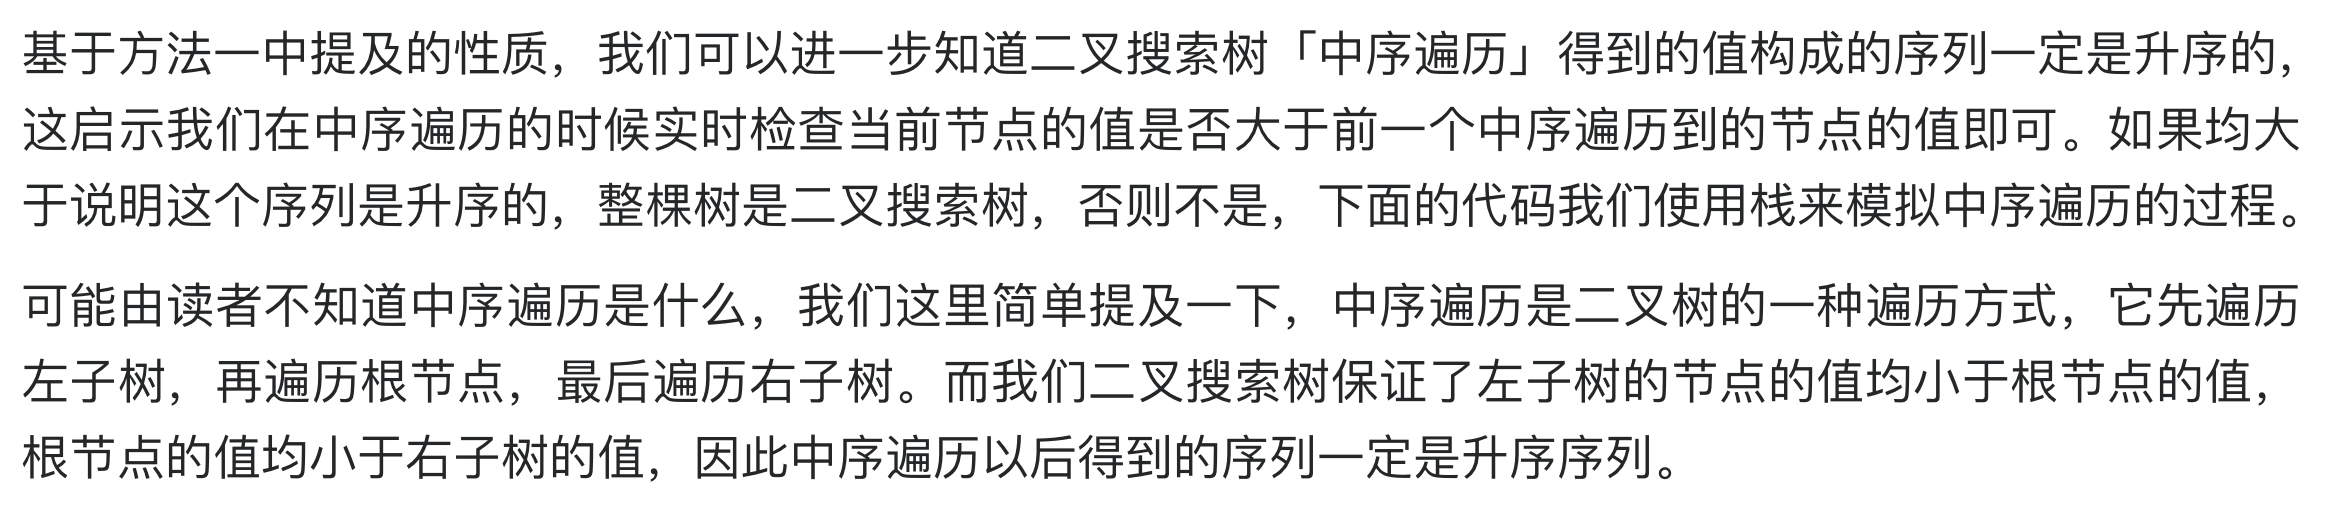 基于方法一中提及的性质，我们可以进一步知道二叉搜索树「中序遍历」得到的值构成的序列一定是升序的，
这启示我们在中序遍历的时候实时检查当前节点的值是否大于前一个中序遍历到的节点的值即可。如果均大
于说明这个序列是升序的，整棵树是二叉搜索树，否则不是，下面的代码我们使用栈来模拟中序遍历的过程。
可能由读者不知道中序遍历是什么，我们这里简单提及一下，中序遍历是二叉树的一种遍历方式，它先遍历
左子树，再遍历根节点，最后遍历右子树。而我们二叉搜索树保证了左子树的节点的值均小于根节点的值，
根节点的值均小于右子树的值，因此中序遍历以后得到的序列一定是升序序列。